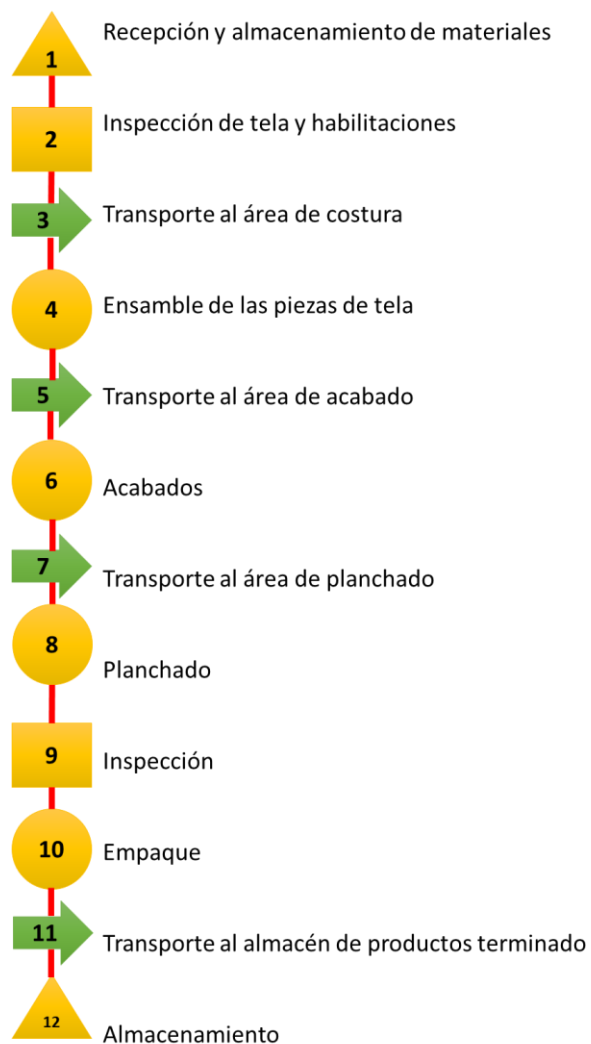 1
Recepción y almacenamiento de materiales
2
Inspección de tela y habilitaciones
3
Transporte al área de costura
4
Ensamble de las piezas de tela
5
Transporte al área de acabado
6
Acabados
7
Transporte al área de planchado
8
Planchado
9
Inspección
10
Empaque
11
Transporte al almacén de productos terminado
12
Almacenamiento